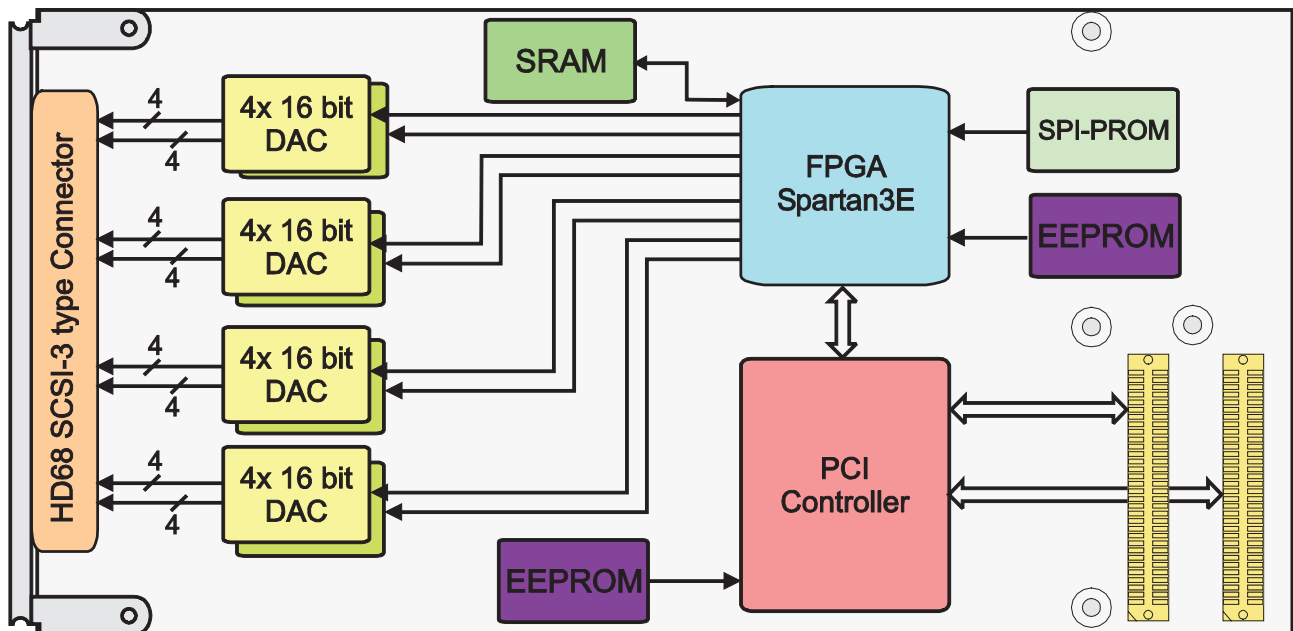 SRAM
4
4x 16 bit
DAC
4
FPGA
Spartan3E
SPI-PROM
EEPROM
4
4x 16 bit
DAC
4
HD68 SCSI-3 type Connector
4
4x 16 bit
DAC
4
4
4x 16 bit
DAC
4
PCI
Controller
EEPROM